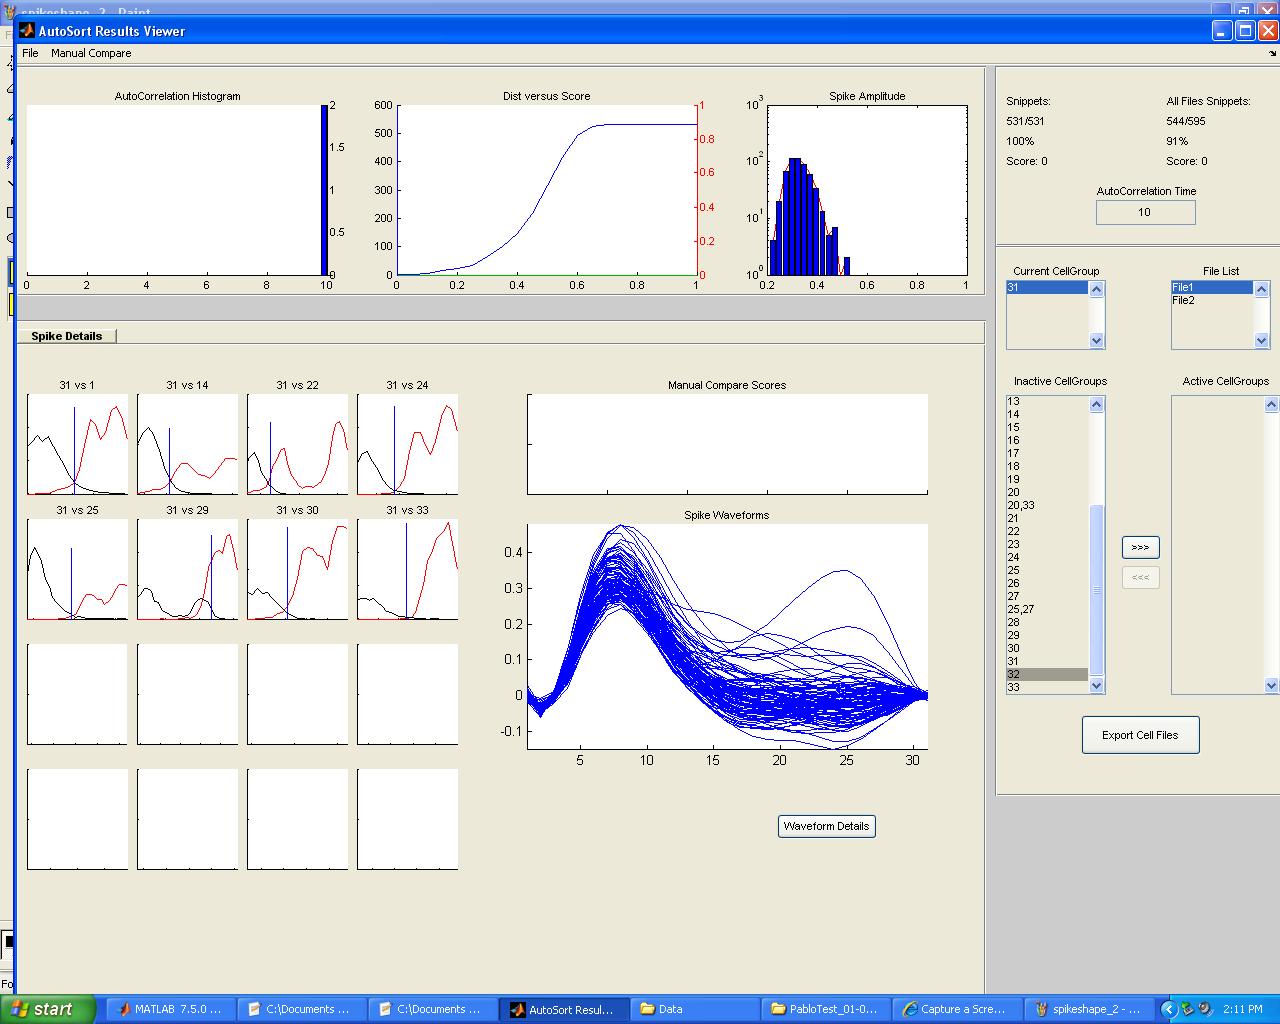 spikeshape_2 - Paint
AutoSort Results Viewer
File Manual Compare
AutoCorrelation Histogram
2
1.5
1
0.5
0
0 2 4 6 8 10
Dist versus Score
600
500
400
300
200
100
0
1
0.8
0.6
0.4
0.2
0
0 0.2 0.4 0.6 0.8 1
Spike Amplitude
10^3
10^2
10^1
10^0
0.2 0.4 0.6 0.8 1
Snippets: All Files Snippets:
531/531 544/595
100% 91%
Score: 0 Score: 0
AutoCorrelation Time
10
Current CellGroup File List
31 File1
File2
Inactive CellGroups Active CellGroups
13
14
15
16
17
18
19
20
20,33
21
22
23
24
25
26
27
25,27
28
29
30
31
32
33
>>>
<<<
Export Cell Files
Spike Details
31 vs 1 31 vs 14 31 vs 22 31 vs 24
31 vs 25 31 vs 29 31 vs 30 31 vs 33
Manual Compare Scores
Spike Waveforms
0.4
0.3
0.2
0.1
0
-0.1
5 10 15 20 25 30
Waveform Details
Fo
start MATLAB 7.5.0 ... C:\Documents ... C:\Documents ... AutoSort Resul... Data PabloTest_01-0... Capture a Scre... spikeshape_2 - ... 2:11 PM